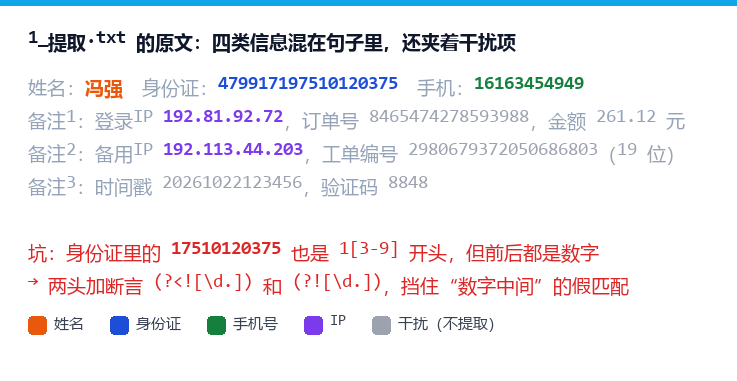 1_提取.txt 的原文：四类信息混在句子里，还夹着干扰项
姓名：冯强 身份证：479917197510120375 手机：16163454949
备注1：登录IP 192.81.92.72，订单号 8465474278593988，金额 261.12 元
备注2：备用IP 192.113.44.203，工单编号 2980679372050686803（19 位）
备注3：时间戳 20261022123456，验证码 8848
坑：身份证里的 17510120375 也是 1[3-9] 开头，但前后都是数字
→ 两头加断言 (?<![\d.]) 和 (?![\d.])，挡住“数字中间”的假匹配
姓名 身份证 手机号 IP 干扰（不提取）